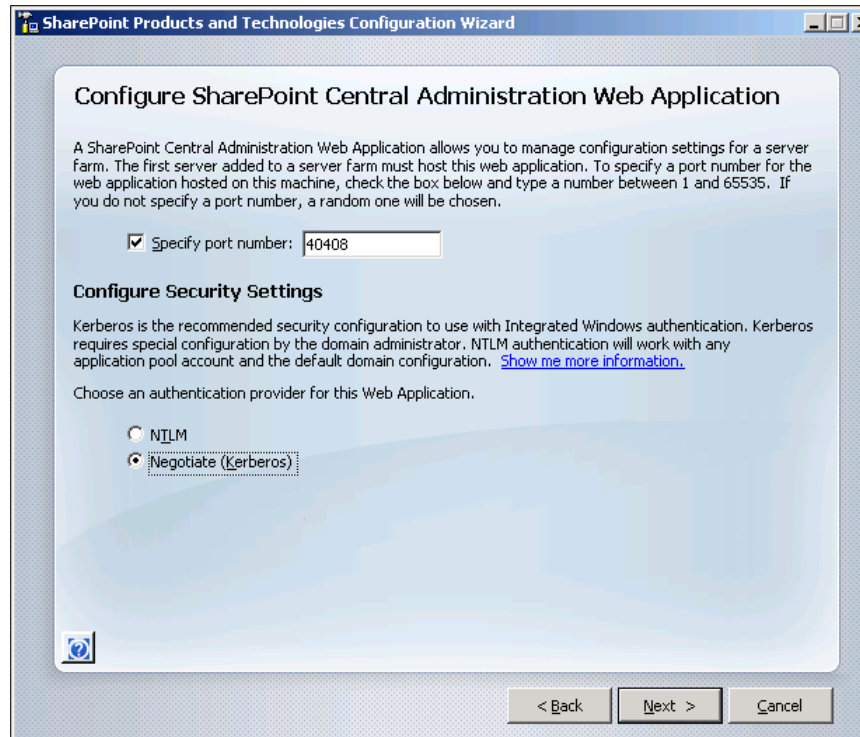 SharePoint Products and Technologies Configuration Wizard
Configure SharePoint Central Administration Web Application
A SharePoint Central Administration Web Application allows you to manage configuration settings for a server
farm. The first server added to a server farm must host this web application. To specify a port number for the
web application hosted on this machine, check the box below and type a number between 1 and 65535. If
you do not specify a port number, a random one will be chosen.
Specify port number: 40408
Configure Security Settings
Kerberos is the recommended security configuration to use with Integrated Windows authentication. Kerberos
requires special configuration by the domain administrator. NTLM authentication will work with any
application pool account and the default domain configuration. Show me more information.
Choose an authentication provider for this Web Application.
NTLM
Negotiate (Kerberos)
< Back Next > Cancel